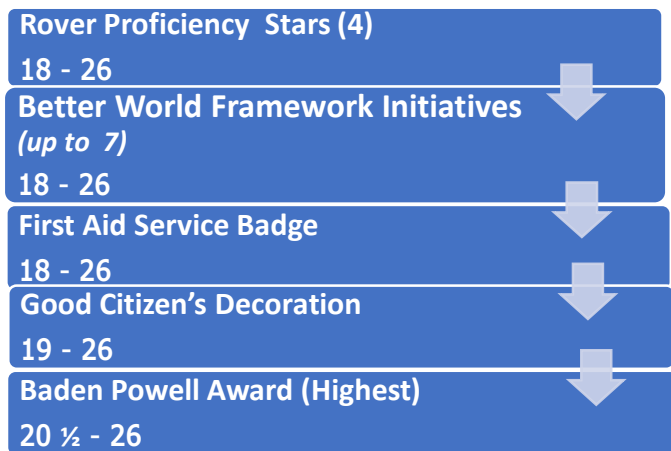 Rover Proficiency Stars (4)
18 - 26
Better World Framework Initiatives
(up to 7)
18 - 26
First Aid Service Badge
18 - 26
Good Citizen’s Decoration
19 - 26
Baden Powell Award (Highest)
20 ½ - 26